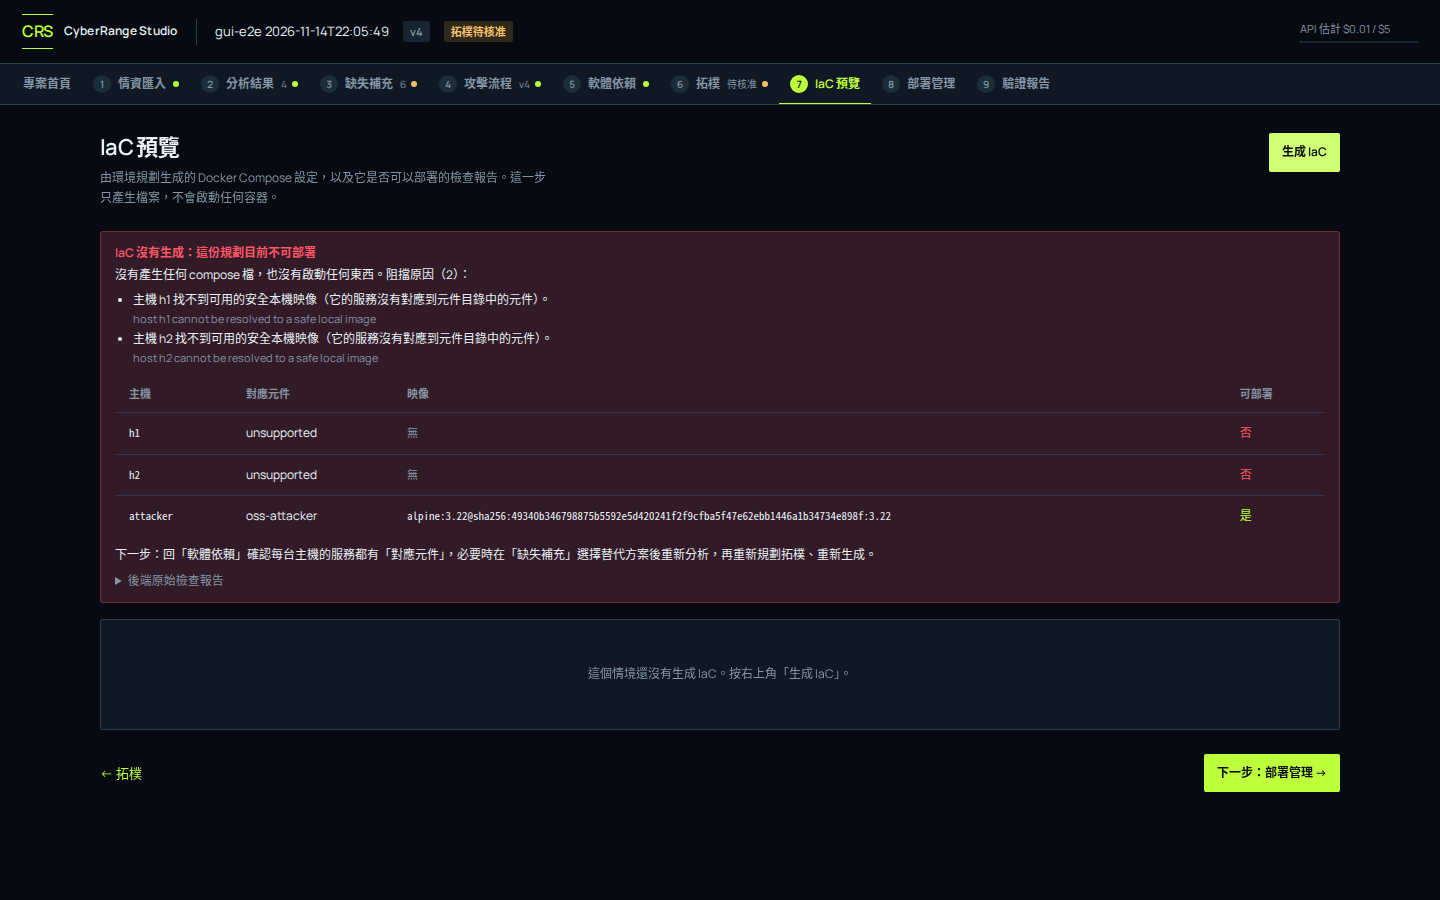 CRS CyberRange Studio gui-e2e 2026-11-14T22:05:49 v4 拓樸待核准 API 估計 $0.01 / $5
專案首頁 1 情資匯入 2 分析結果 4 3 缺失補充 6 4 攻擊流程 v4 5 軟體依賴 6 拓樸 待核准 7 IaC 預覽 8 部署管理 9 驗證報告
IaC 預覽
生成 IaC
由環境規劃生成的 Docker Compose 設定，以及它是否可以部署的檢查報告。這一步
只產生檔案，不會啟動任何容器。
IaC 沒有生成：這份規劃目前不可部署
沒有產生任何 compose 檔，也沒有啟動任何東西。阻擋原因（2）：
• 主機 h1 找不到可用的安全本機映像（它的服務沒有對應到元件目錄中的元件）。
host h1 cannot be resolved to a safe local image
• 主機 h2 找不到可用的安全本機映像（它的服務沒有對應到元件目錄中的元件）。
host h2 cannot be resolved to a safe local image
主機 對應元件 映像 可部署
h1 unsupported 無 否
h2 unsupported 無 否
attacker oss-attacker alpine:3.22@sha256:49340b346798875b5592e5d420241f2f9cfba5f47e62ebb1446a1b34734e898f:3.22 是
下一步：回「軟體依賴」確認每台主機的服務都有「對應元件」，必要時在「缺失補充」選擇替代方案後重新分析，再重新規劃拓樸、重新生成。
▶ 後端原始檢查報告
這個情境還沒有生成 IaC。按右上角「生成 IaC」。
← 拓樸
下一步：部署管理 →